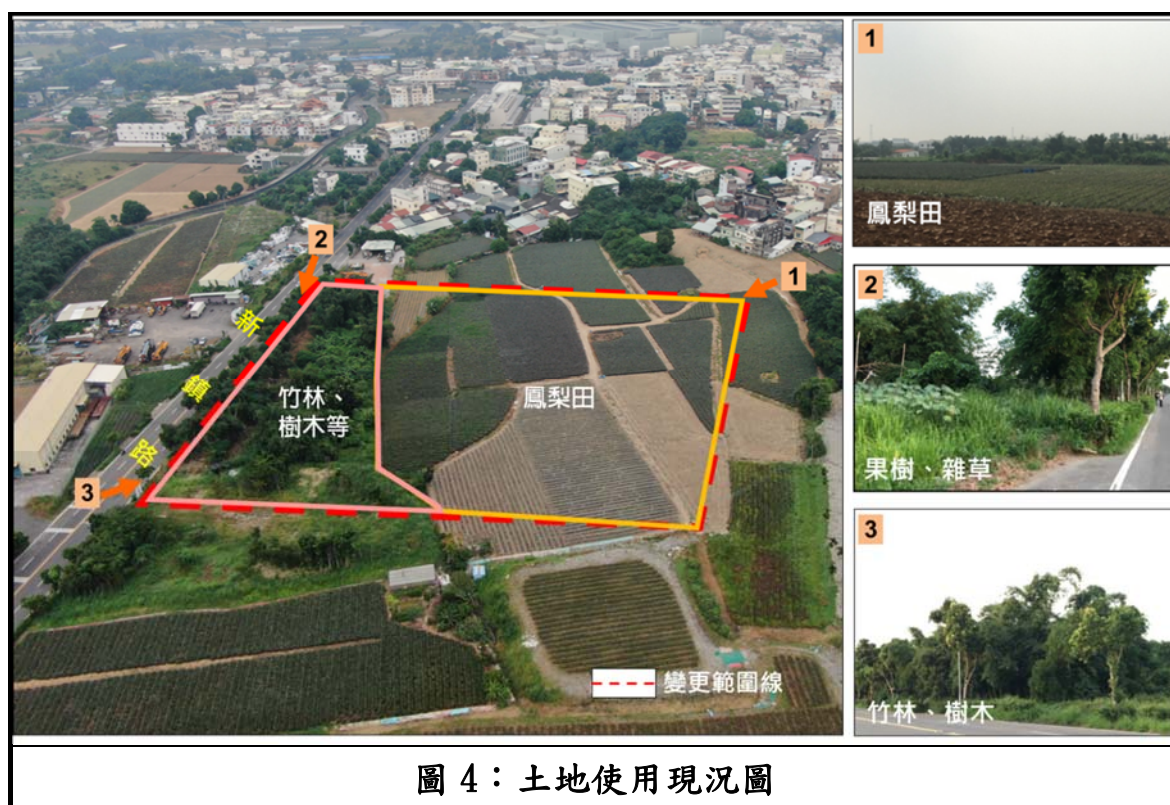 2
1
新
鎮
路
竹林、
樹木等
鳳梨田
3
變更範圍線
1
鳳梨田
2
果樹、雜草
3
竹林、樹木
圖 4：土地使用現況圖